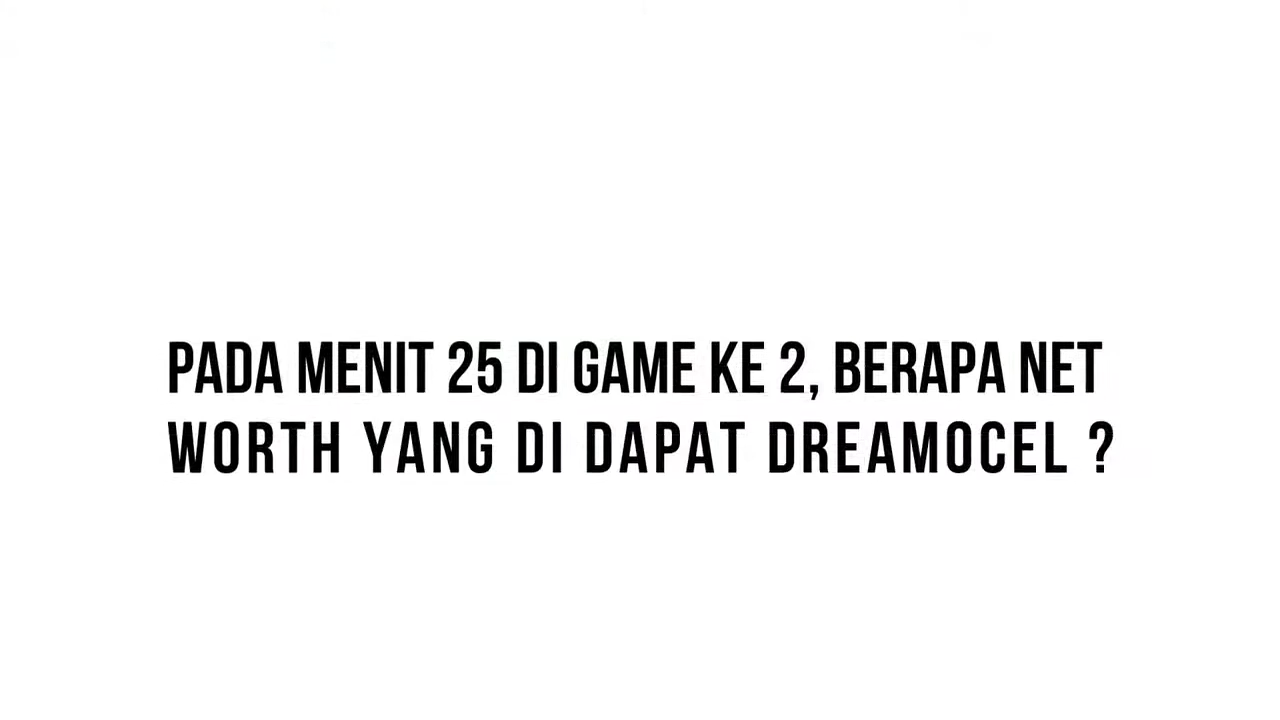 PADA MENIT 25 DI GAME KE 2, BERAPA NET
WORTH YANG DI DAPAT DREAMOCEL ?